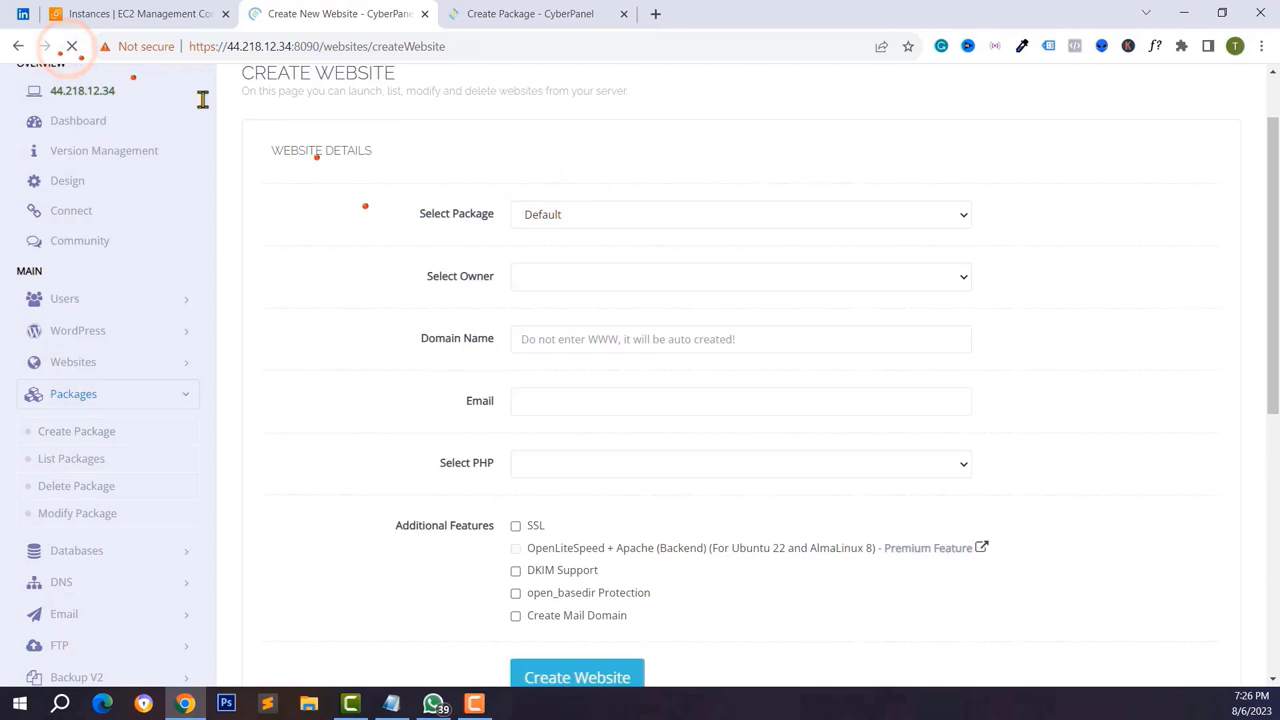 Instances | EC2 Management Co
Create New Website - CyberPane
Create Package - CyberPanel
Not secure
https://44.218.12.34:8090/websites/createWebsite
OVERVIEW
44.218.12.34
Dashboard
Version Management
Design
Connect
Community
MAIN
Users
WordPress
Websites
Packages
Create Package
List Packages
Delete Package
Modify Package
Databases
DNS
Email
FTP
Backup V2
CREATE WEBSITE
On this page you can launch, list, modify and delete websites from your server.
WEBSITE DETAILS
Select Package
Default
Select Owner
Domain Name
Do not enter WWW, it will be auto created!
Email
Select PHP
Additional Features
SSL
OpenLiteSpeed + Apache (Backend) (For Ubuntu 22 and AlmaLinux 8) - Premium Feature
DKIM Support
open_basedir Protection
Create Mail Domain
Create Website
39
7:26 PM
8/6/2023